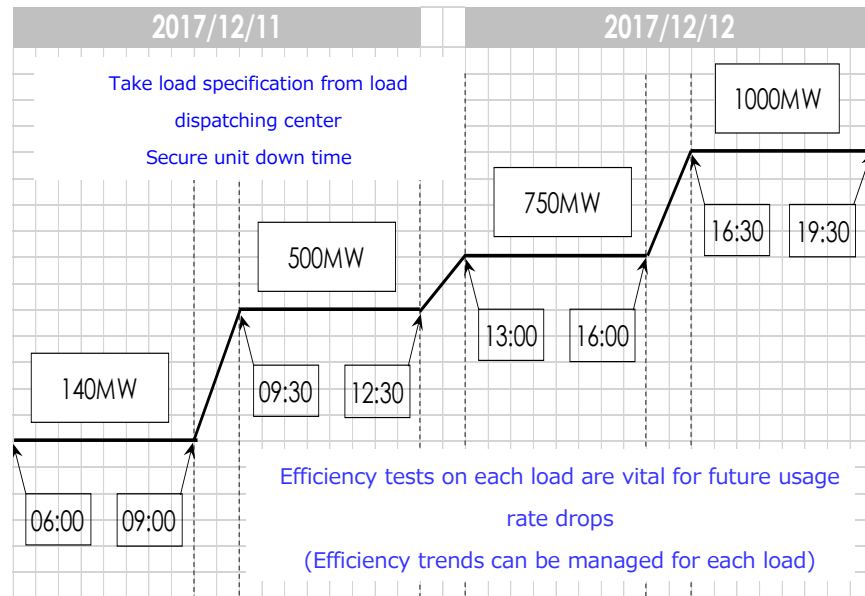 2017/12/11
2017/12/12
Take load specification from load
dispatching center
Secure unit down time
1000MW
750MW
16:30
19:30
500MW
13:00
16:00
140MW
09:30
12:30
Efficiency tests on each load are vital for future usage
rate drops
(Efficiency trends can be managed for each load)
06:00
09:00